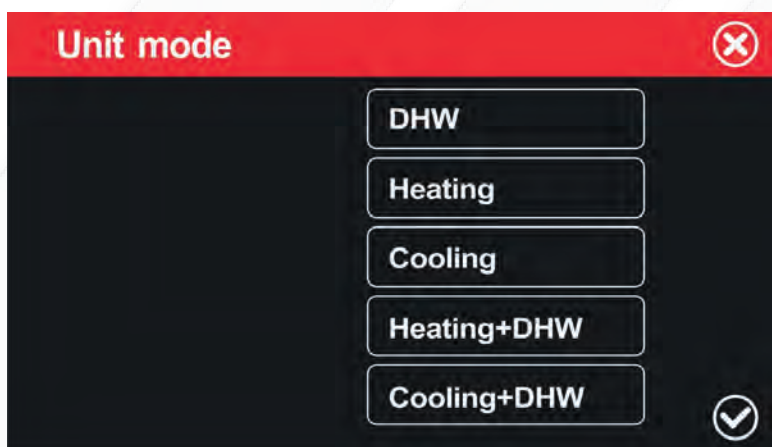 Unit mode
DHW
Heating
Cooling
Heating+DHW
Cooling+DHW